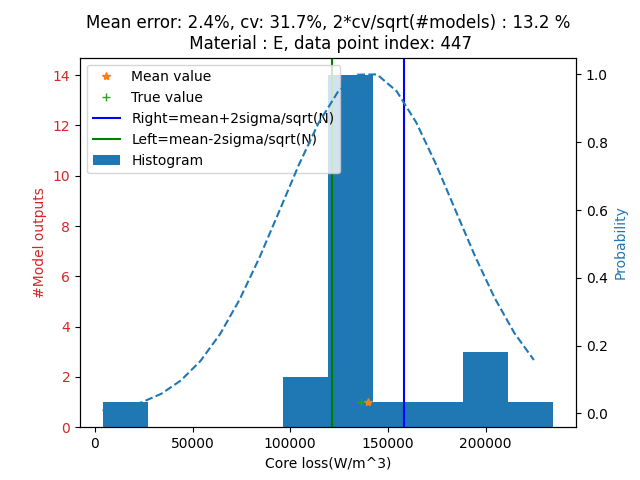 Mean error: 2.4%, cv: 31.7%, 2*cv/sqrt(#models) : 13.2 %
Material : E, data point index: 447
Mean value
True value
Right=mean+2sigma/sqrt(N)
Left=mean-2sigma/sqrt(N)
Histogram
#Model outputs
14
12
10
8
6
4
2
0
1.0
0.8
0.6
0.4
0.2
0.0
Probability
0
50000
100000
150000
200000
Core loss(W/m^3)